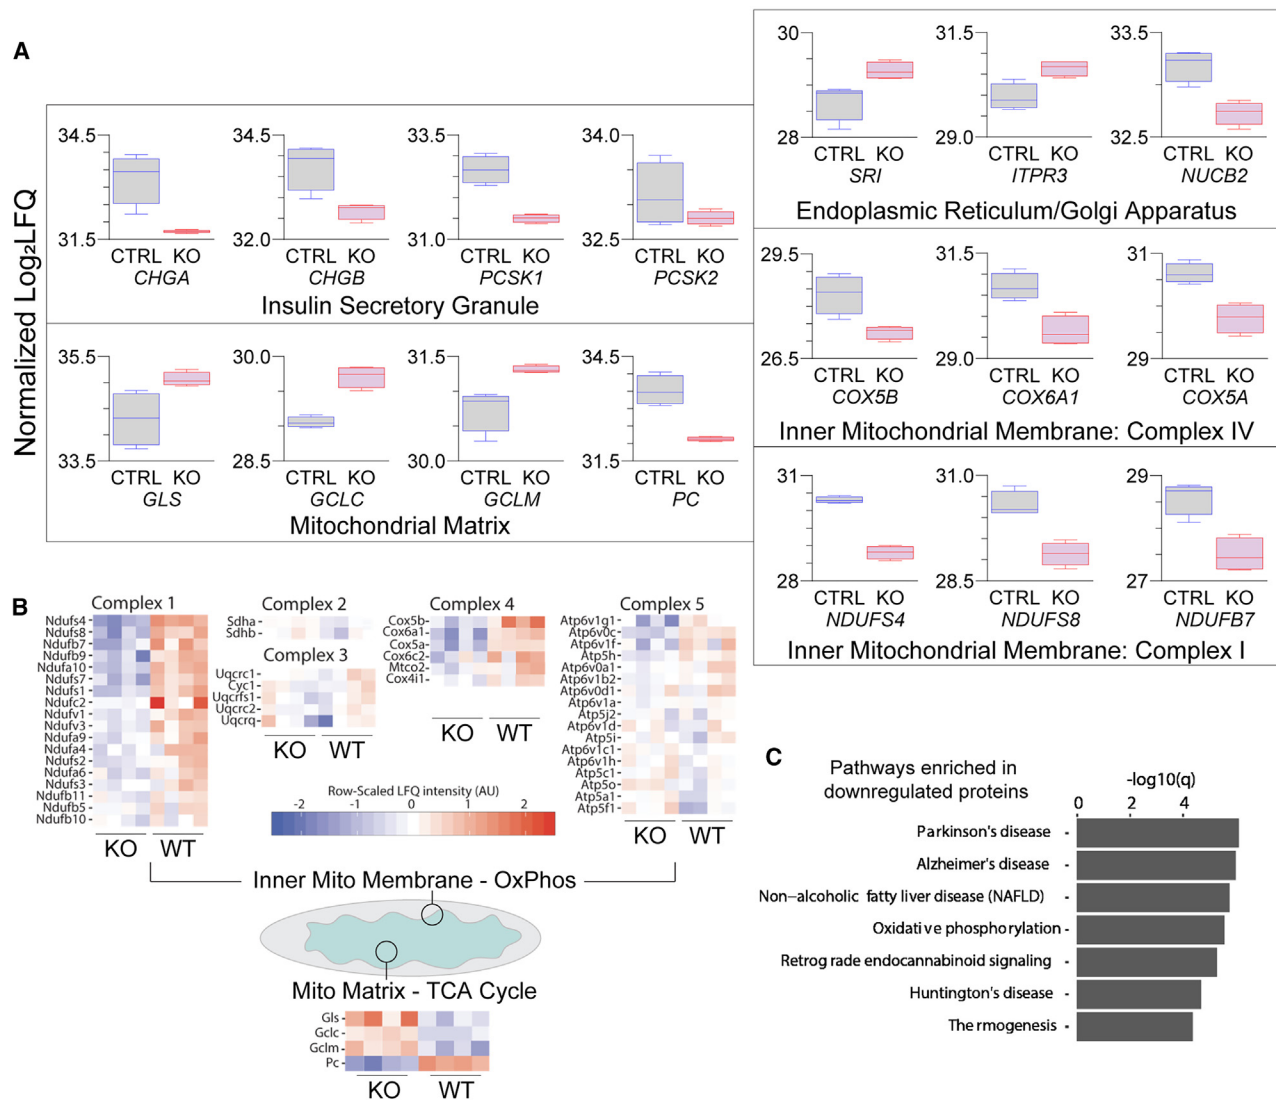 A
Normalized Log₂LFQ
34.5
31.5
CTRL KO
CHGA
34.5
32.0
CTRL KO
CHGB
33.5
31.0
CTRL KO
PCSK1
34.0
32.5
CTRL KO
PCSK2
Insulin Secretory Granule
35.5
33.5
CTRL KO
GLS
30.0
28.5
CTRL KO
GCLC
31.5
30.0
CTRL KO
GCLM
34.5
31.5
CTRL KO
PC
Mitochondrial Matrix
30
28
CTRL KO
SRI
31.5
29.0
CTRL KO
ITPR3
33.5
32.5
CTRL KO
NUCB2
Endoplasmic Reticulum/Golgi Apparatus
29.5
26.5
CTRL KO
COX5B
31.5
29.0
CTRL KO
COX6A1
31
29
CTRL KO
COX5A
Inner Mitochondrial Membrane: Complex IV
31
28
CTRL KO
NDUFS4
31.0
28.5
CTRL KO
NDUFS8
29
27
CTRL KO
NDUFB7
Inner Mitochondrial Membrane: Complex I
B
Complex 1
Ndufs4
Ndufs8
Ndufb7
Ndufb9
Ndufa10
Ndufs7
Ndufs1
Ndufc2
Ndufv1
Ndufv3
Ndufa9
Ndufa4
Ndufs2
Ndufa6
Ndufs3
Ndufb11
Ndufb5
Ndufb10
KO WT
Complex 2
Sdha
Sdhb
Complex 3
Uqcrc1
Cyc1
Uqcrfs1
Uqcrc2
Uqcrq
KO WT
Complex 4
Cox5b
Cox6a1
Cox5a
Cox6c2
Mtco2
Cox4i1
KO WT
Complex 5
Atp6v1g1
Atp6v0c
Atp6v1f
Atp5h
Atp6v0a1
Atp6v1b2
Atp6v0d1
Atp6v1a
Atp5j2
Atp6v1d
Atp5i
Atp6v1c1
Atp6v1h
Atp5c1
Atp5o
Atp5a1
Atp5f1
KO WT
Row-Scaled LFQ intensity (AU)
-2 -1 0 1 2
Inner Mito Membrane - OxPhos
Mito Matrix - TCA Cycle
Gls
Gclc
Gclm
Pc
KO WT
C
Pathways enriched in
downregulated proteins
-log10(q)
0 2 4
Parkinson's disease
Alzheimer's disease
Non–alcoholic fatty liver disease (NAFLD)
Oxidative phosphorylation
Retrog rade endocannabinoid signaling
Huntington's disease
The rmogenesis